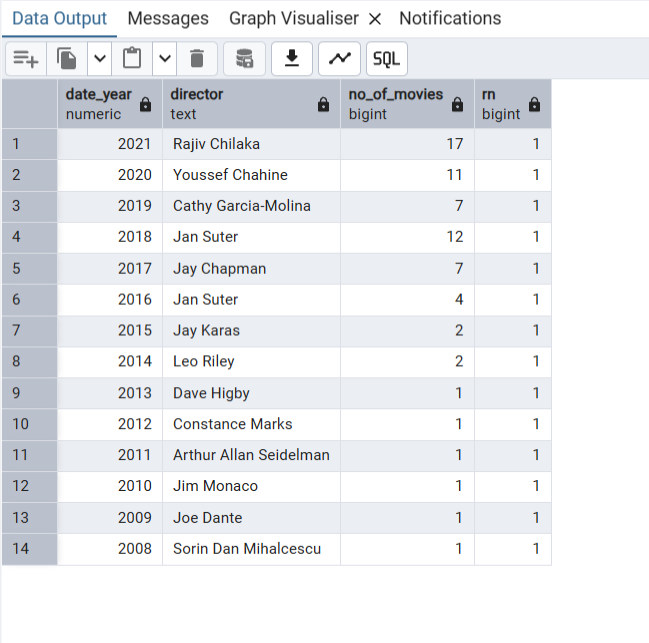 Data Output Messages Graph Visualiser × Notifications
SQL
date_year director no_of_movies rn
numeric text bigint bigint
1 2021 Rajiv Chilaka 17 1
2 2020 Youssef Chahine 11 1
3 2019 Cathy Garcia-Molina 7 1
4 2018 Jan Suter 12 1
5 2017 Jay Chapman 7 1
6 2016 Jan Suter 4 1
7 2015 Jay Karas 2 1
8 2014 Leo Riley 2 1
9 2013 Dave Higby 1 1
10 2012 Constance Marks 1 1
11 2011 Arthur Allan Seidelman 1 1
12 2010 Jim Monaco 1 1
13 2009 Joe Dante 1 1
14 2008 Sorin Dan Mihalcescu 1 1